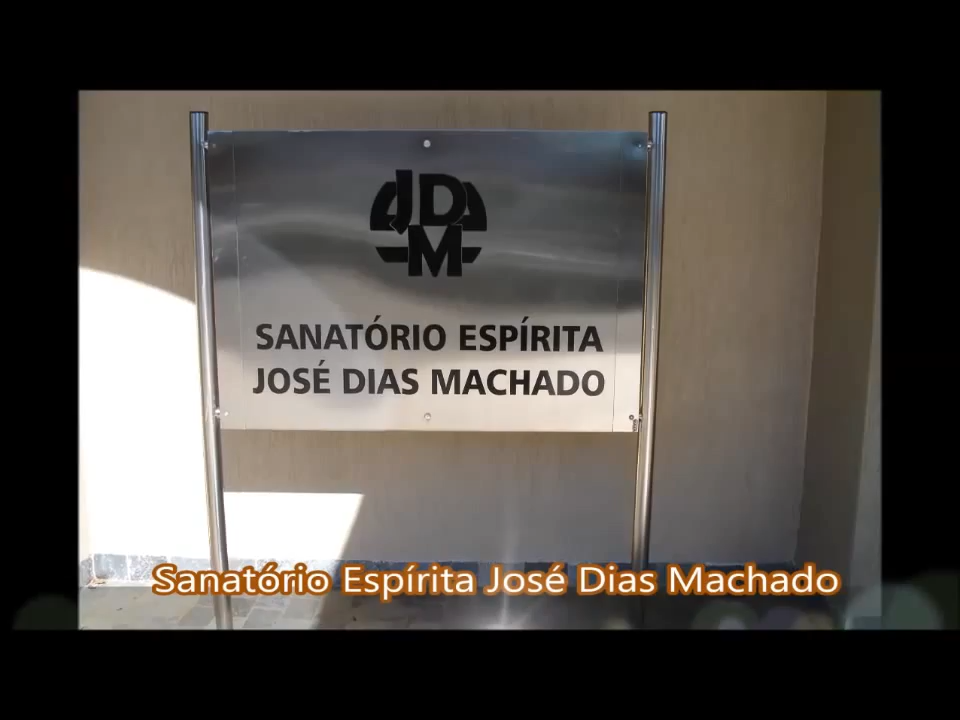 JDM
SANATÓRIO ESPÍRITA
JOSÉ DIAS MACHADO
Sanatório Espírita José Dias Machado